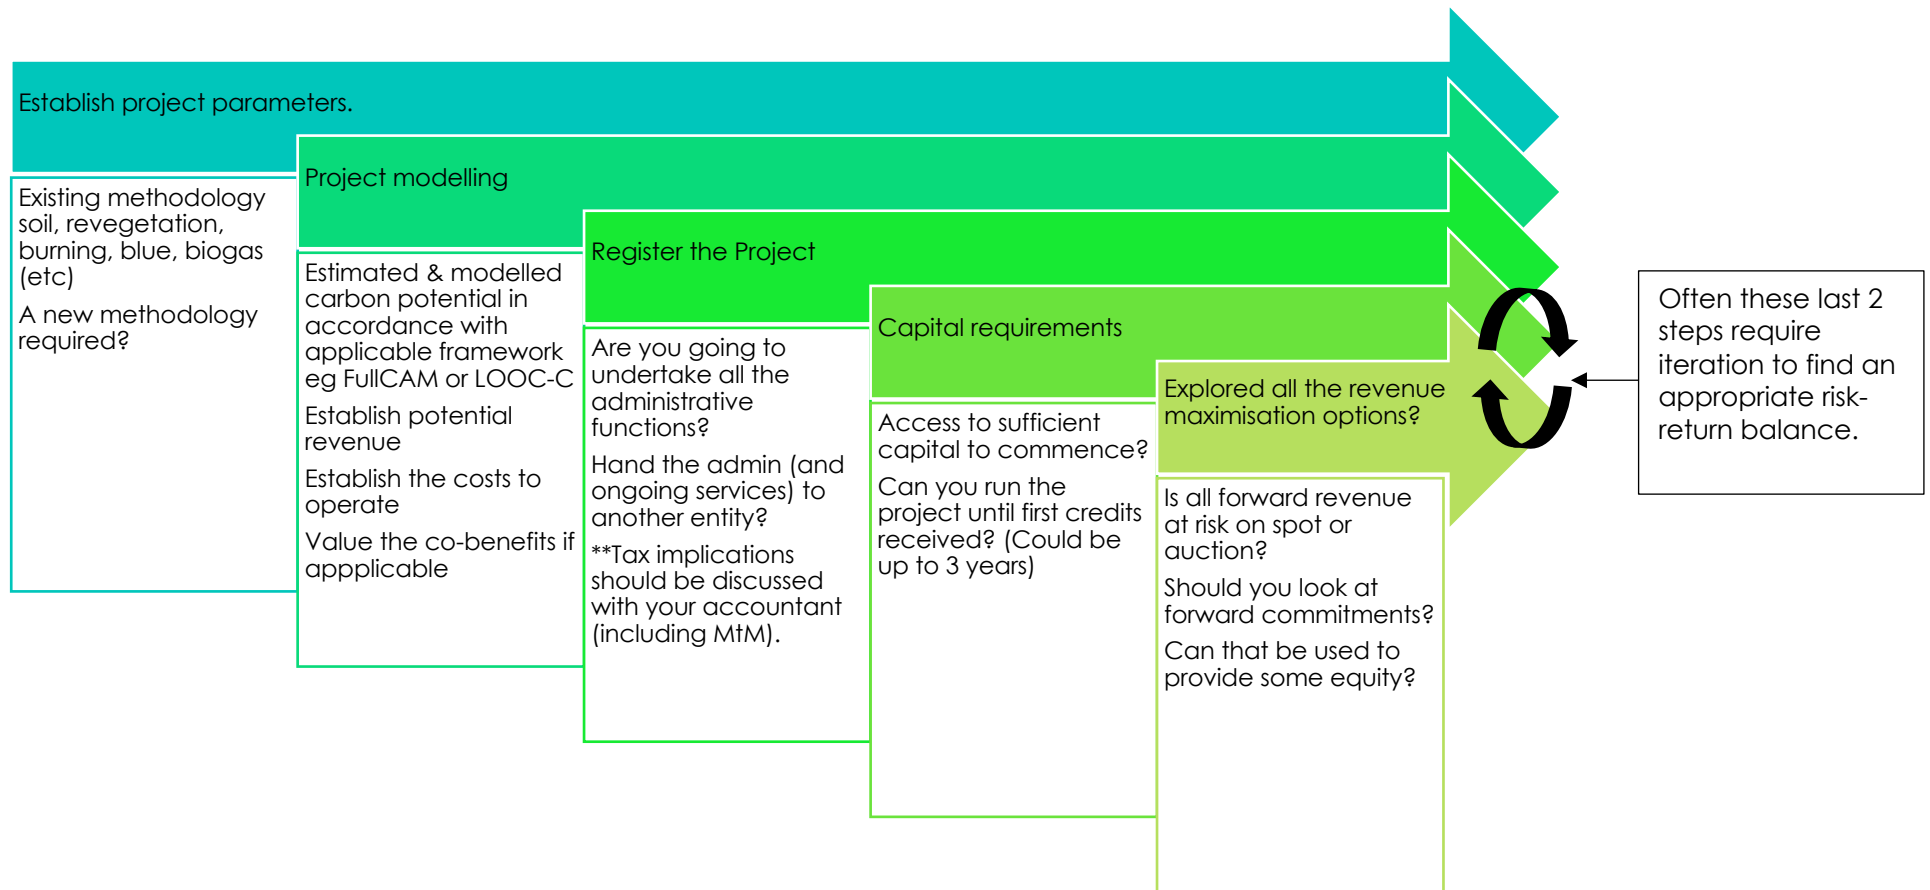 Establish project parameters.
Existing methodology
soil, revegetation,
burning, blue, biogas
(etc)
A new methodology
required?
Project modelling
Estimated & modelled
carbon potential in
accordance with
applicable framework
eg FullCAM or LOOC-C
Establish potential
revenue
Establish the costs to
operate
Value the co-benefits if
appplicable
Register the Project
Are you going to
undertake all the
administrative
functions?
Hand the admin (and
ongoing services) to
another entity?
**Tax implications
should be discussed
with your accountant
(including MtM).
Capital requirements
Access to sufficient
capital to commence?
Can you run the
project until first credits
received? (Could be
up to 3 years)
Explored all the revenue
maximisation options?
Is all forward revenue
at risk on spot or
auction?
Should you look at
forward commitments?
Can that be used to
provide some equity?
Often these last 2
steps require
iteration to find an
appropriate risk-
return balance.